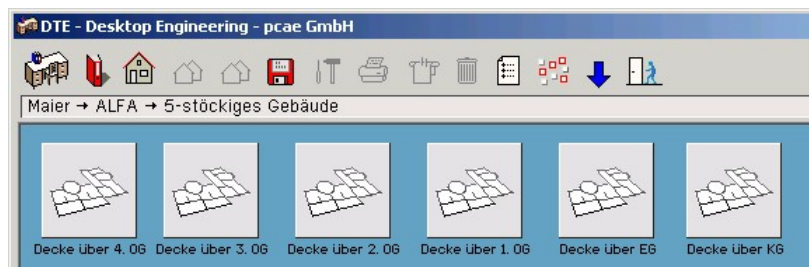 DTE - Desktop Engineering - pcae GmbH
Maier → ALFA → 5-stöckiges Gebäude
Decke über 4. OG Decke über 3. OG Decke über 2. OG Decke über 1. OG Decke über EG Decke über KG